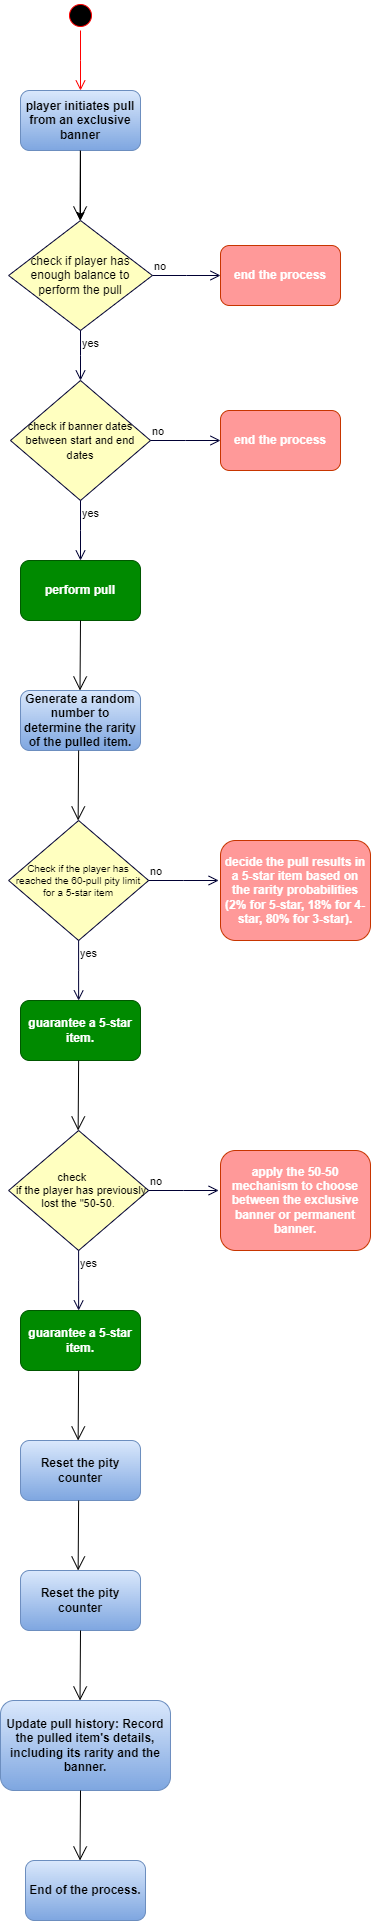 player initiates pull
from an exclusive
banner
check if player has
enough balance to
perform the pull
no
end the process
yes
check if banner dates
between start and end
dates
no
end the process
yes
perform pull
Generate a random
number to
determine the rarity
of the pulled item.
Check if the player has
reached the 60-pull pity limit
for a 5-star item
no
decide the pull results in
a 5-star item based on
the rarity probabilities
(2% for 5-star, 18% for 4-
star, 80% for 3-star).
yes
guarantee a 5-star
item.
check
if the player has previously
lost the "50-50.
no
apply the 50-50
mechanism to choose
between the exclusive
banner or permanent
banner.
yes
guarantee a 5-star
item.
Reset the pity
counter
Reset the pity
counter
Update pull history: Record
the pulled item's details,
including its rarity and the
banner.
End of the process.